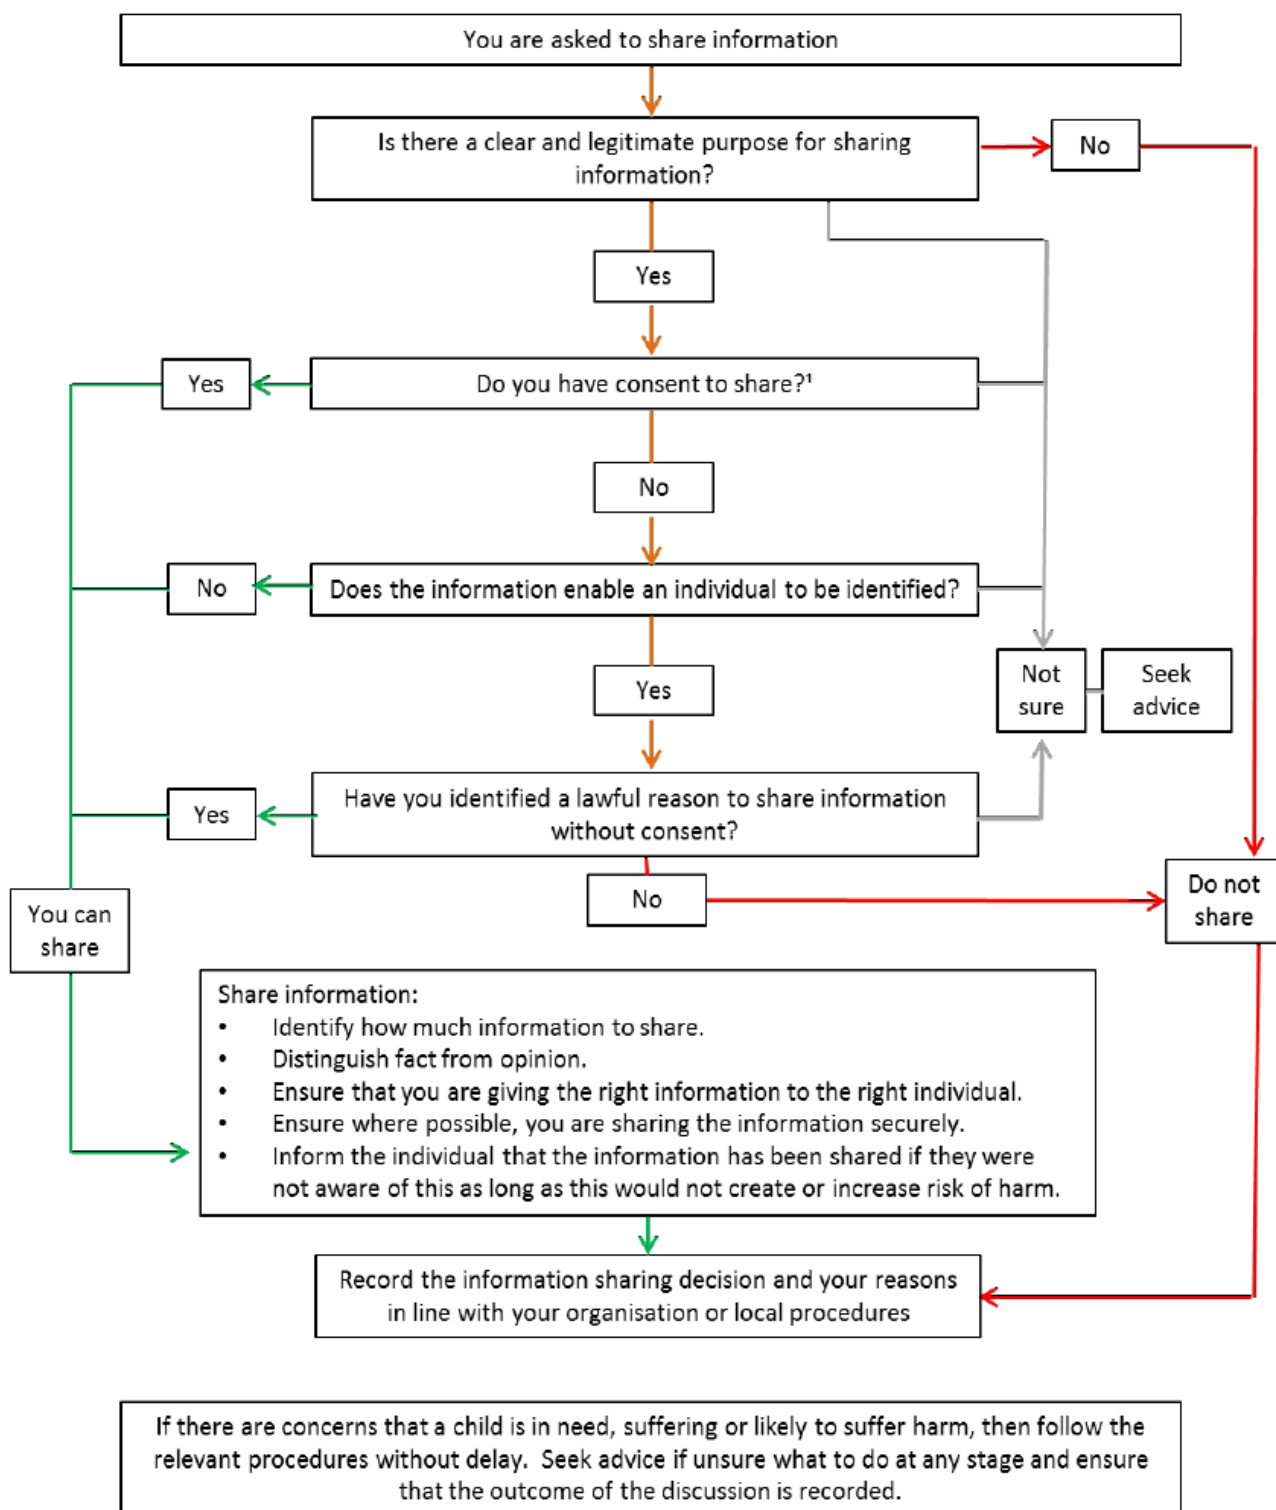 You are asked to share information
Is there a clear and legitimate purpose for sharing
information?
No
Yes
Do you have consent to share?¹
Yes
No
Does the information enable an individual to be identified?
No
Yes
Not
sure
Seek
advice
Have you identified a lawful reason to share information
without consent?
Yes
No
Do not
share
You can
share
Share information:
• Identify how much information to share.
• Distinguish fact from opinion.
• Ensure that you are giving the right information to the right individual.
• Ensure where possible, you are sharing the information securely.
• Inform the individual that the information has been shared if they were
not aware of this as long as this would not create or increase risk of harm.
Record the information sharing decision and your reasons
in line with your organisation or local procedures
If there are concerns that a child is in need, suffering or likely to suffer harm, then follow the
relevant procedures without delay. Seek advice if unsure what to do at any stage and ensure
that the outcome of the discussion is recorded.